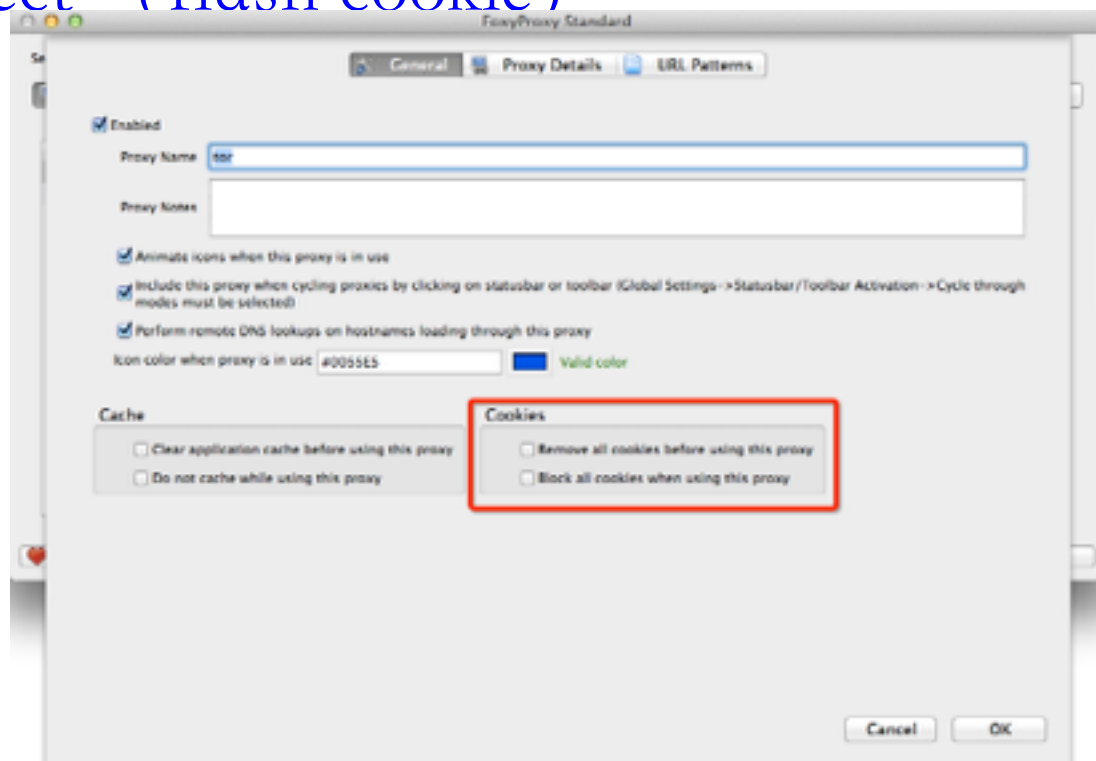 (flash cookie)
FoxyProxy Standard
Se
General Proxy Details URL Patterns
Enabled
Proxy Name tor
Proxy Notes
Animate icons when this proxy is in use
Include this proxy when cycling proxies by clicking on statusbar or toolbar (Global Settings->Statusbar/Toolbar Activation->Cycle through
modes must be selected)
Perform remote DNS lookups on hostnames loading through this proxy
Icon color when proxy is in use #0055E5 Valid color
Cache Cookies
Clear application cache before using this proxy Remove all cookies before using this proxy
Do not cache while using this proxy Block all cookies when using this proxy
Cancel OK